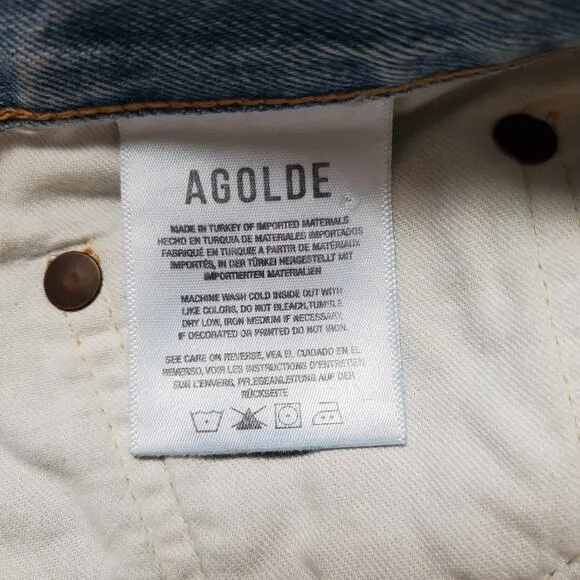 AGOLDE
MADE IN TURKEY OF IMPORTED MATERIALS
HECHO EN TURQUIA DE MATERIALES IMPORTADOS
FABRIQUÉ EN TURQUIE A PARTIR DE MATÉRIAUX
IMPORTÉS, IN DER TÜRKEI HERGESTELLT MIT
IMPORTIERTEN MATERIALIEN
MACHINE WASH COLD INSIDE OUT WITH
LIKE COLORS, DO NOT BLEACH, TUMBLE
DRY LOW, IRON MEDIUM IF NECESSARY,
IF DECORATED OR PRINTED DO NOT IRON.
SEE CARE ON REVERSE, VEA EL CUIDADO EN EL
REVERSO, VOIR LES INSTRUCTIONS D'ENTRETIEN
SUR L'ENVERS, PFLEGEANLEITUNG AUF DER
RÜCKSEITE